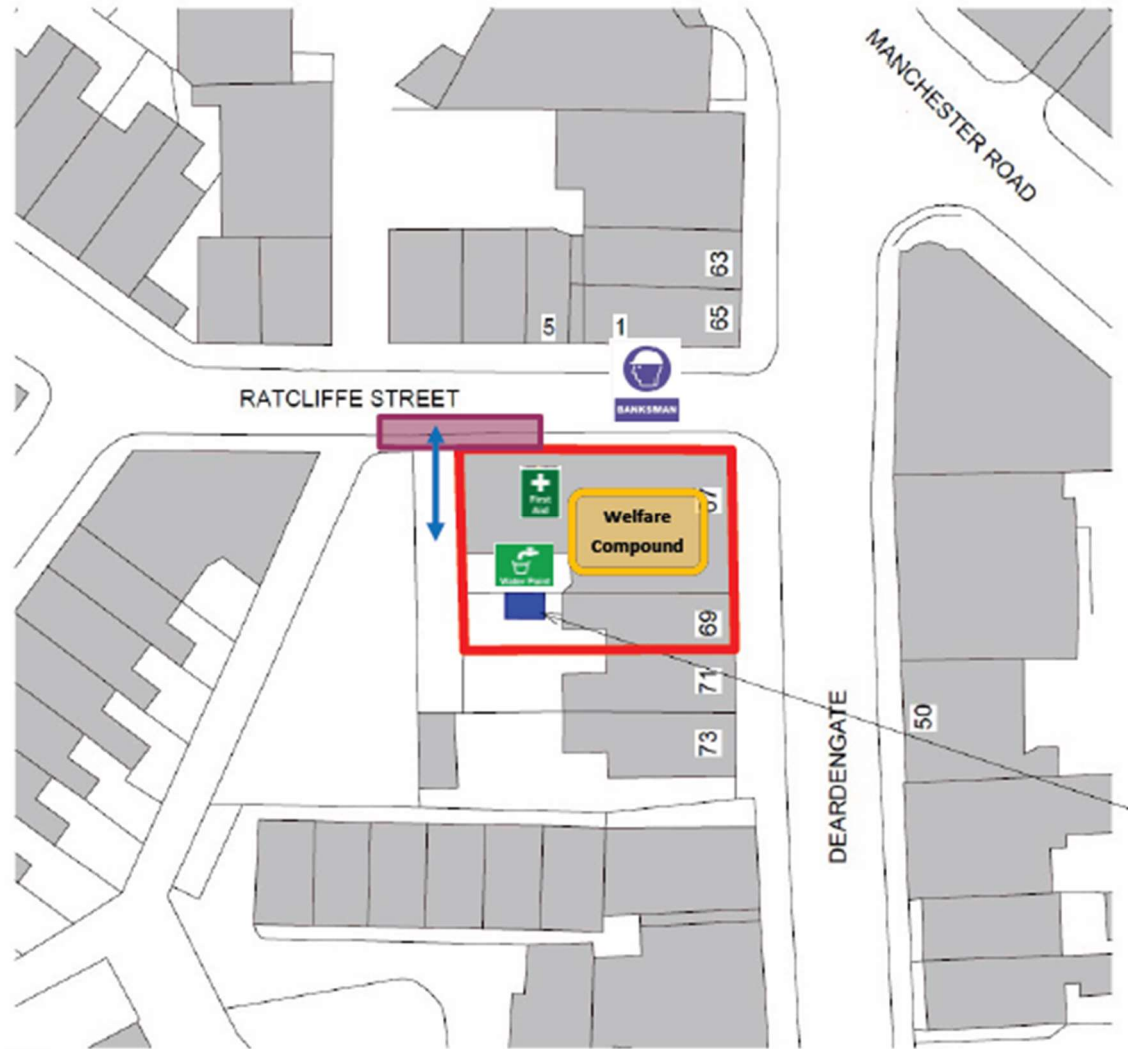 MANCHESTER ROAD
63
65
5
1
RATCLIFFE STREET
BANKSMAN
First
Aid
Welfare
Compound
Water Point
69
71
73
50
DEARDENGATE